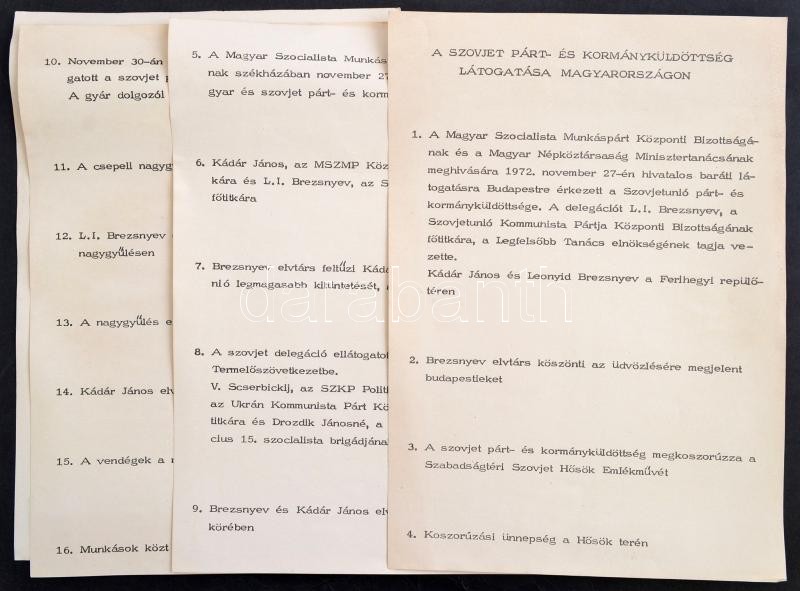 A SZOVJET PÁRT- ÉS KORMÁNYKÜLDÖTTSÉG
LÁTOGATÁSA MAGYARORSZÁGON
1. A Magyar Szocialista Munkáspárt Központi Bizottságá-
nak és a Magyar Népköztársaság Minisztertanácsának
meghivására 1972. november 27-én hivatalos baráti lá-
togatásra Budapestre érkezett a Szovjetunió párt- és
kormányküldöttsége. A delegációt L.I. Brezsnyev, a
Szovjetunió Kommunista Pártja Központi Bizottságának
főtitkára, a Legfelsőbb Tanács elnökségének tagja ve-
zette.
Kádár János és Leonyid Brezsnyev a Ferihegyi repülő-
téren
2. Brezsnyev elvtárs köszönti az üdvözlésére megjelent
budapestieket
3. A szovjet párt- és kormányküldöttség megkoszorúzza a
Szabadságtéri Szovjet Hősök Emlékművét
4. Koszorúzási ünnepség a Hősök terén
5. A Magyar Szocialista Munkás
nak székházában november 27
gyar és szovjet párt- és korm
6. Kádár János, az MSZMP Köz
kára és L.I. Brezsnyev, az S
főtitkára
7. Brezsnyev elvtárs feltűzi Kádá
nió legmagasabb kitüntetését,
8. A szovjet delegáció ellátogatot
Termelőszövetkezetbe.
V. Scserbickij, az SZKP Politi
az Ukrán Kommunista Párt Kö
titkára és Drozdik Jánosné, a
cius 15. szocialista brigádjána
9. Brezsnyev és Kádár János elv
körében
10. November 30-án
gatott a szovjet
A gyár dolgozói
11. A csepeli nagygy
12. L.I. Brezsnyev
nagygyűlésen
13. A nagygyűlés e
14. Kádár János elv
15. A vendégek a
16. Munkások közt
darabanth